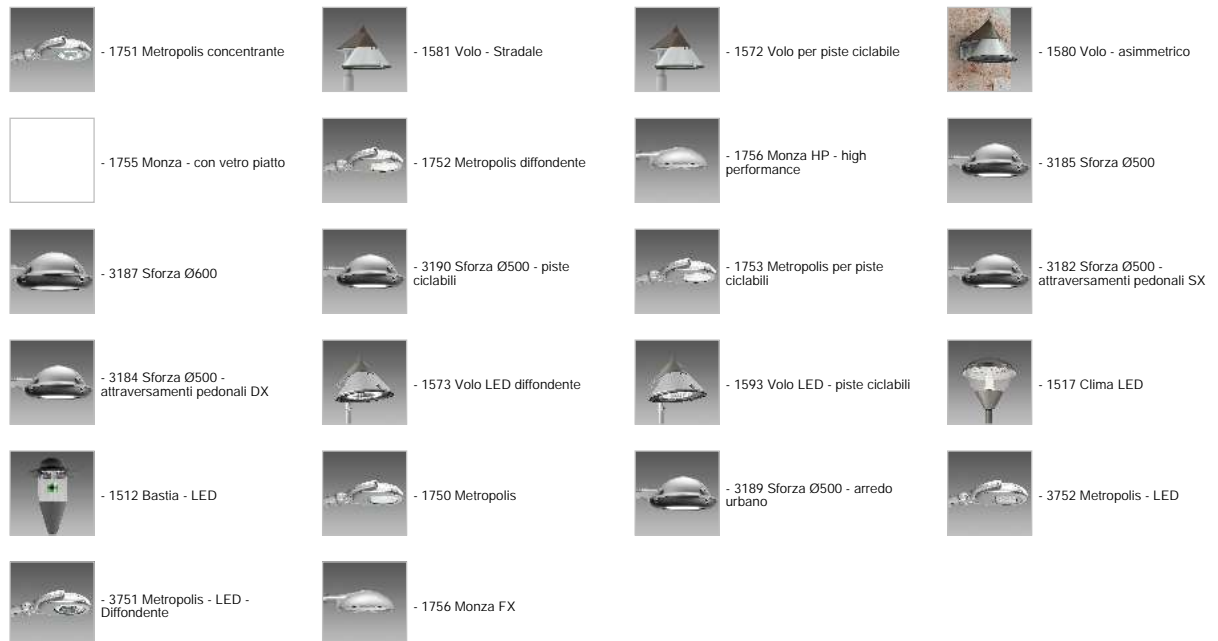 - 1751 Metropolis concentrante
- 1581 Volo - Stradale
- 1572 Volo per piste ciclabile
- 1580 Volo - asimmetrico
- 1755 Monza - con vetro piatto
- 1752 Metropolis diffondente
- 1756 Monza HP - high
performance
- 3185 Sforza Ø500
- 3187 Sforza Ø600
- 3190 Sforza Ø500 - piste
ciclabili
- 1753 Metropolis per piste
ciclabili
- 3182 Sforza Ø500 -
attraversamenti pedonali SX
- 3184 Sforza Ø500 -
attraversamenti pedonali DX
- 1573 Volo LED diffondente
- 1593 Volo LED - piste ciclabili
- 1517 Clima LED
- 1512 Bastia - LED
- 1750 Metropolis
- 3189 Sforza Ø500 - arredo
urbano
- 3752 Metropolis - LED
- 3751 Metropolis - LED -
Diffondente
- 1756 Monza FX